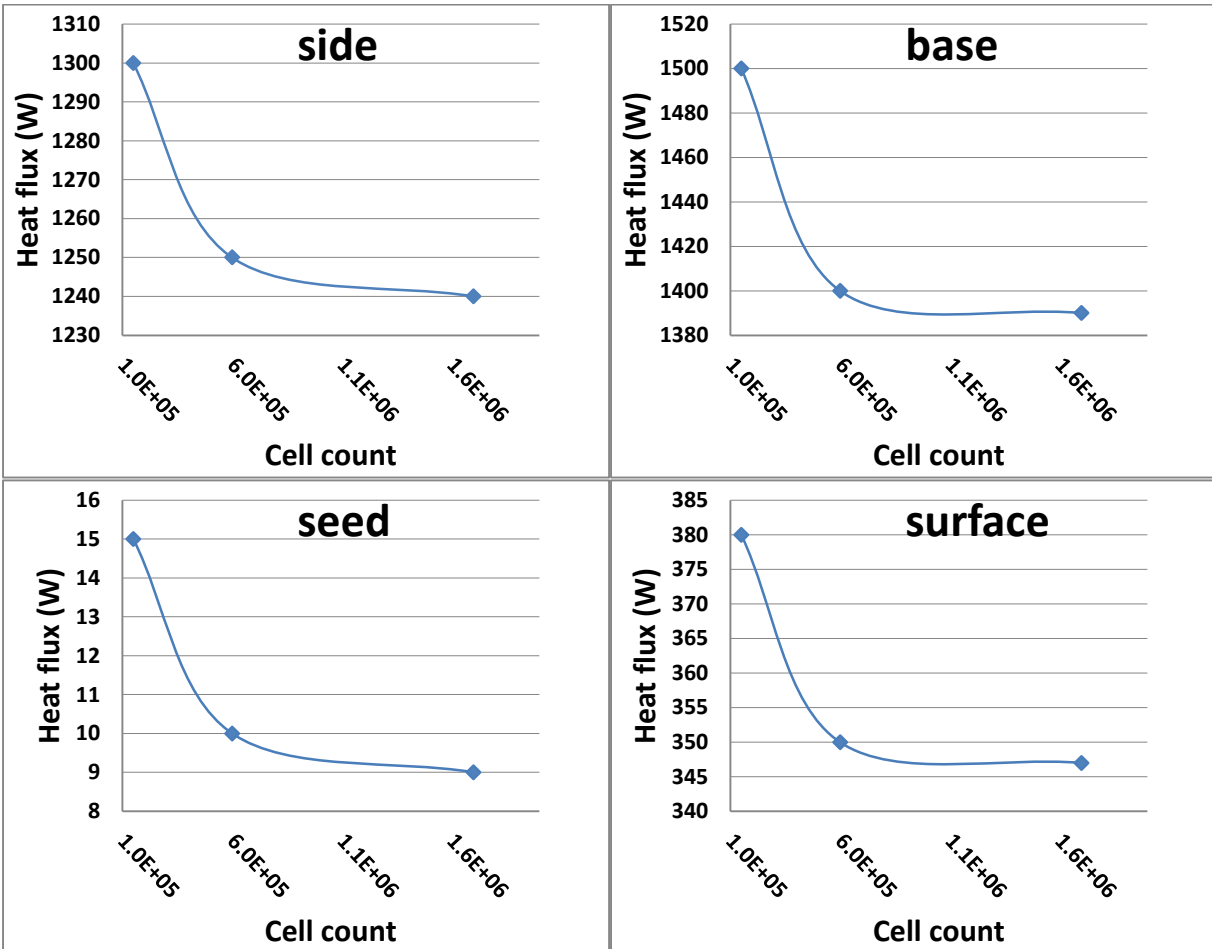 side
Heat flux (W)
1310
1300
1290
1280
1270
1260
1250
1240
1230
1.0E+05
6.0E+05
1.1E+06
1.6E+06
Cell count
base
Heat flux (W)
1520
1500
1480
1460
1440
1420
1400
1380
1.0E+05
6.0E+05
1.1E+06
1.6E+06
Cell count
seed
Heat flux (W)
16
15
14
13
12
11
10
9
8
1.0E+05
6.0E+05
1.1E+06
1.6E+06
Cell count
surface
Heat flux (W)
385
380
375
370
365
360
355
350
345
340
1.0E+05
6.0E+05
1.1E+06
1.6E+06
Cell count